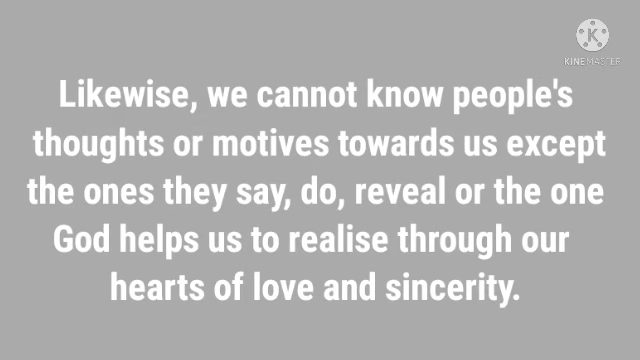 KINEMASTER
Likewise, we cannot know people's
thoughts or motives towards us except
the ones they say, do, reveal or the one
God helps us to realise through our
hearts of love and sincerity.